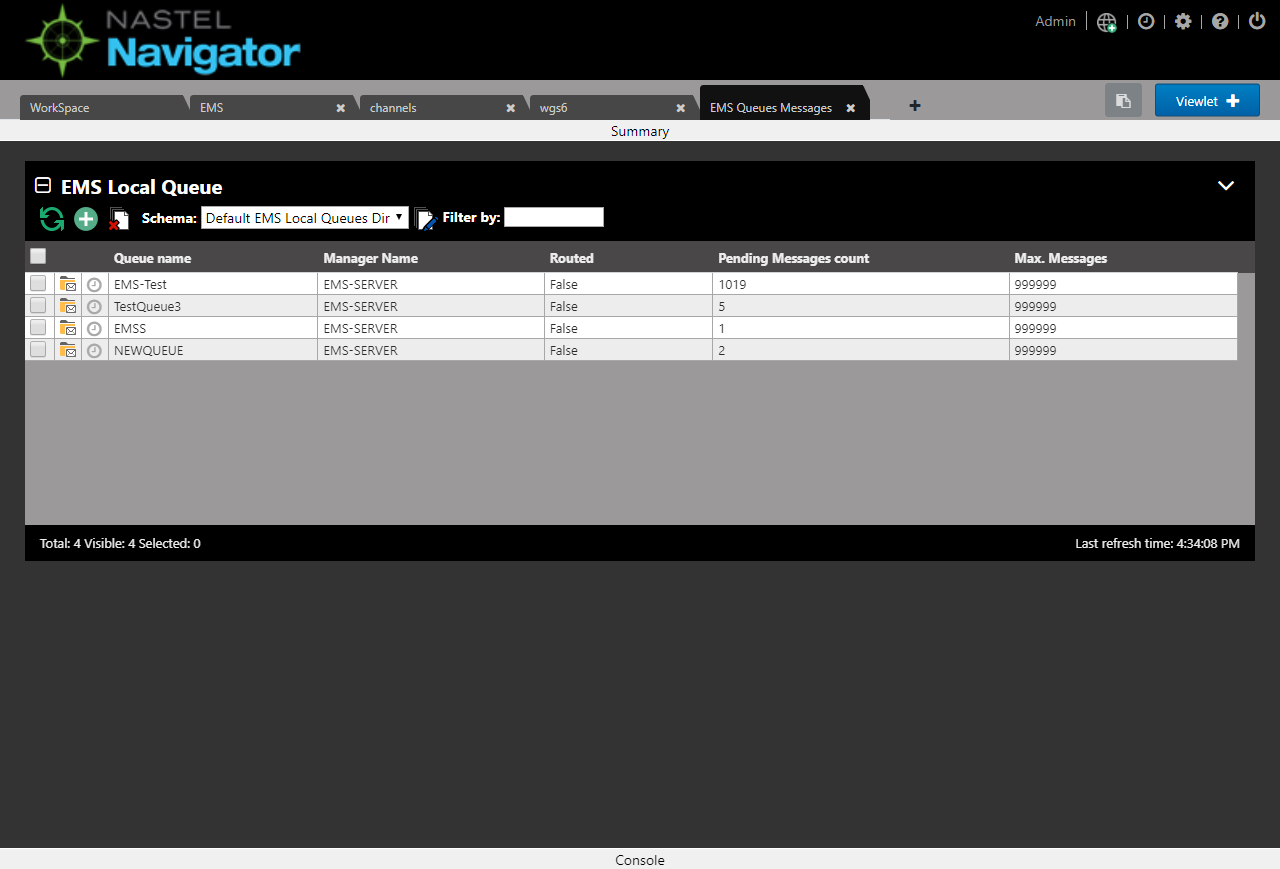 NASTEL
Navigator
Admin
WorkSpace EMS channels wgs6 EMS Queues Messages Viewlet
Summary
EMS Local Queue
Schema: Default EMS Local Queues Dir Filter by:
Queue name Manager Name Routed Pending Messages count Max. Messages
EMS-Test EMS-SERVER False 1019 999999
TestQueue3 EMS-SERVER False 5 999999
EMSS EMS-SERVER False 1 999999
NEWQUEUE EMS-SERVER False 2 999999
Total: 4 Visible: 4 Selected: 0 Last refresh time: 4:34:08 PM
Console